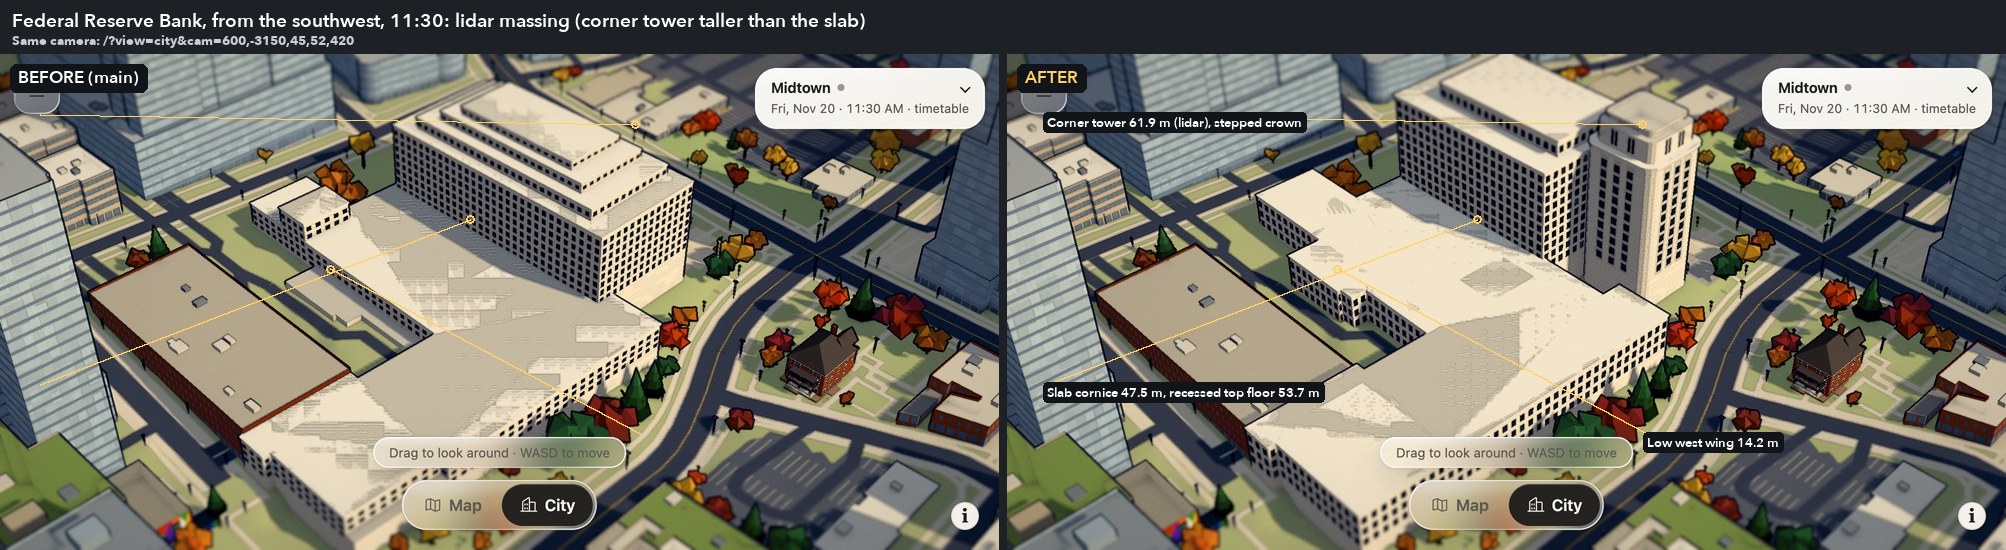 Federal Reserve Bank, from the southwest, 11:30: lidar massing (corner tower taller than the slab)
Same camera: /?view=city&cam=600,-3150,45,52,420
BEFORE (main)
Midtown
Fri, Nov 20 · 11:30 AM · timetable
Drag to look around · WASD to move
Map
City
i
AFTER
Midtown
Fri, Nov 20 · 11:30 AM · timetable
Corner tower 61.9 m (lidar), stepped crown
Slab cornice 47.5 m, recessed top floor 53.7 m
Low west wing 14.2 m
Drag to look around · WASD to move
Map
City
i